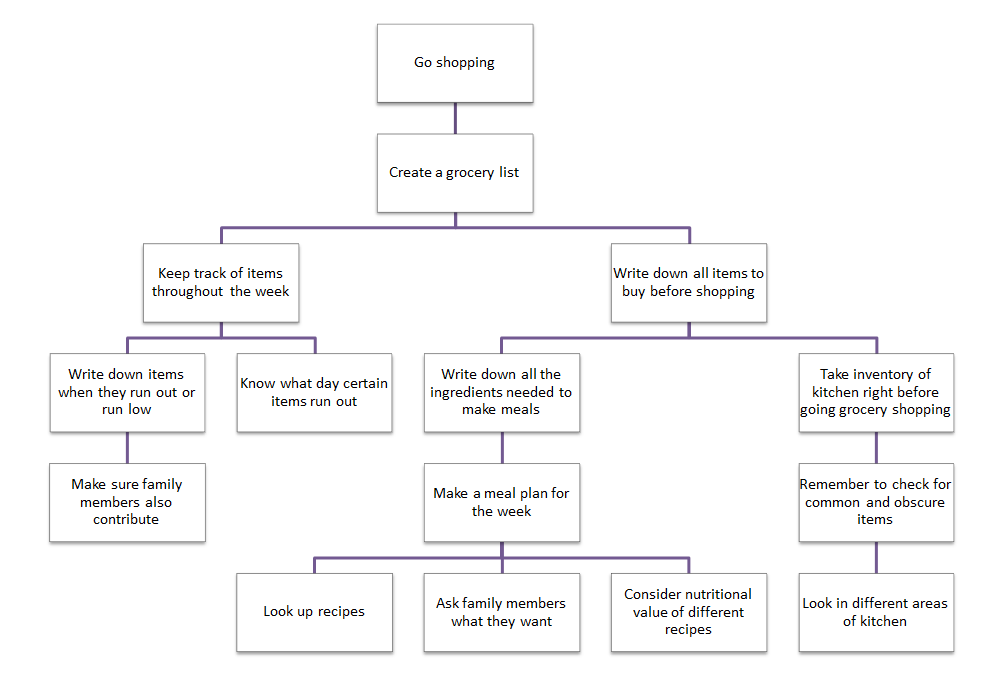 Go shopping
Create a grocery list
Keep track of items
throughout the week
Write down all items to
buy before shopping
Write down items
when they run out or
run low
Know what day certain
items run out
Write down all the
ingredients needed to
make meals
Take inventory of
kitchen right before
going grocery shopping
Make sure family
members also
contribute
Make a meal plan for
the week
Remember to check for
common and obscure
items
Look up recipes
Ask family members
what they want
Consider nutritional
value of different
recipes
Look in different areas
of kitchen